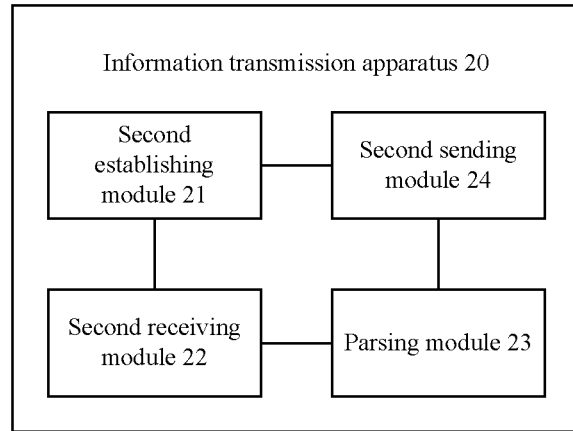 Information transmission apparatus 20
Second
establishing
module 21
Second sending
module 24
Second receiving
module 22
Parsing module 23